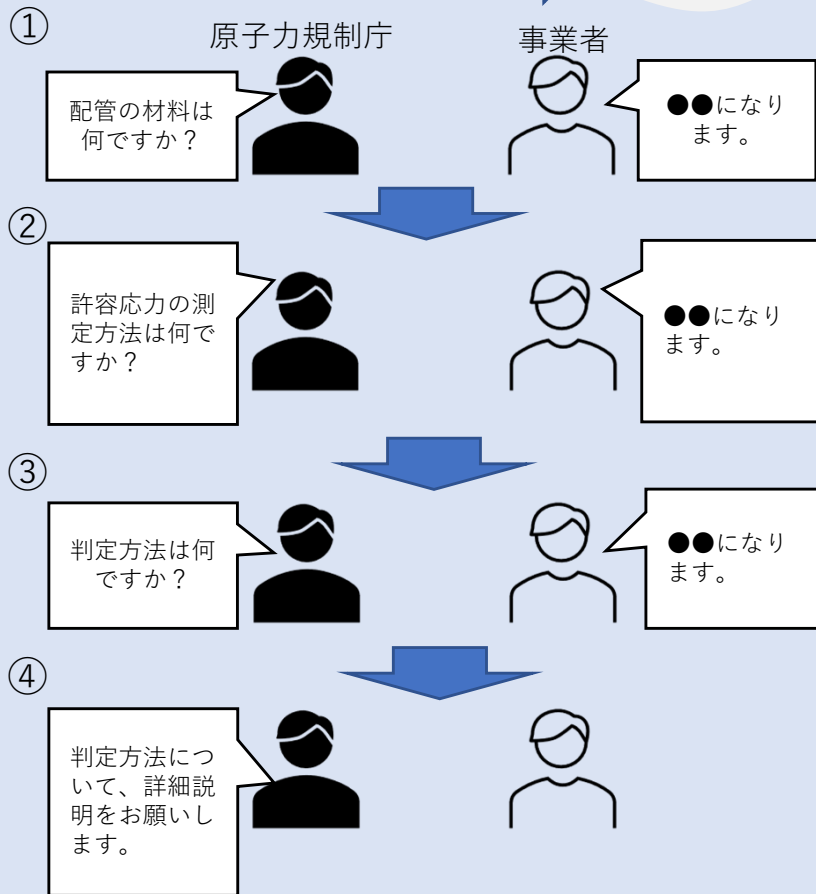 ①
原子力規制庁
事業者
配管の材料は
何ですか？
●●になり
ます。
②
許容応力の測
定方法は何で
すか？
●●になり
ます。
③
判定方法は何
ですか？
●●になり
ます。
④
判定方法につ
いて、詳細説
明をお願いし
ます。